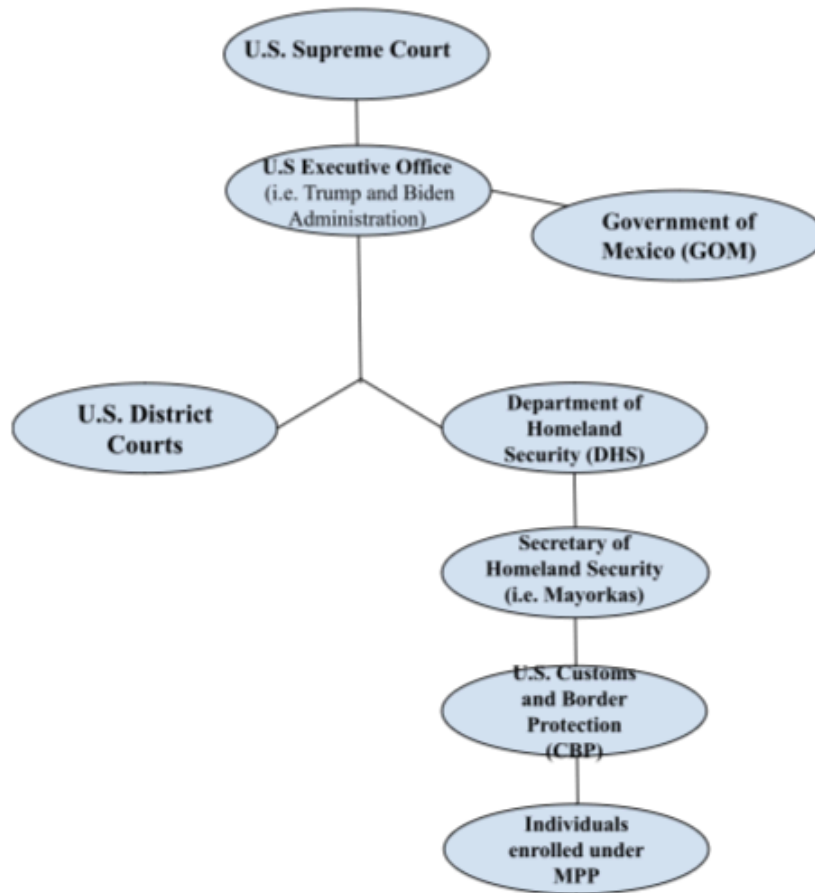 U.S. Supreme Court
U.S Executive Office
(i.e. Trump and Biden
Administration)
Government of
Mexico (GOM)
U.S. District
Courts
Department of
Homeland
Security (DHS)
Secretary of
Homeland Security
(i.e. Mayorkas)
U.S. Customs
and Border
Protection
(CBP)
Individuals
enrolled under
MPP